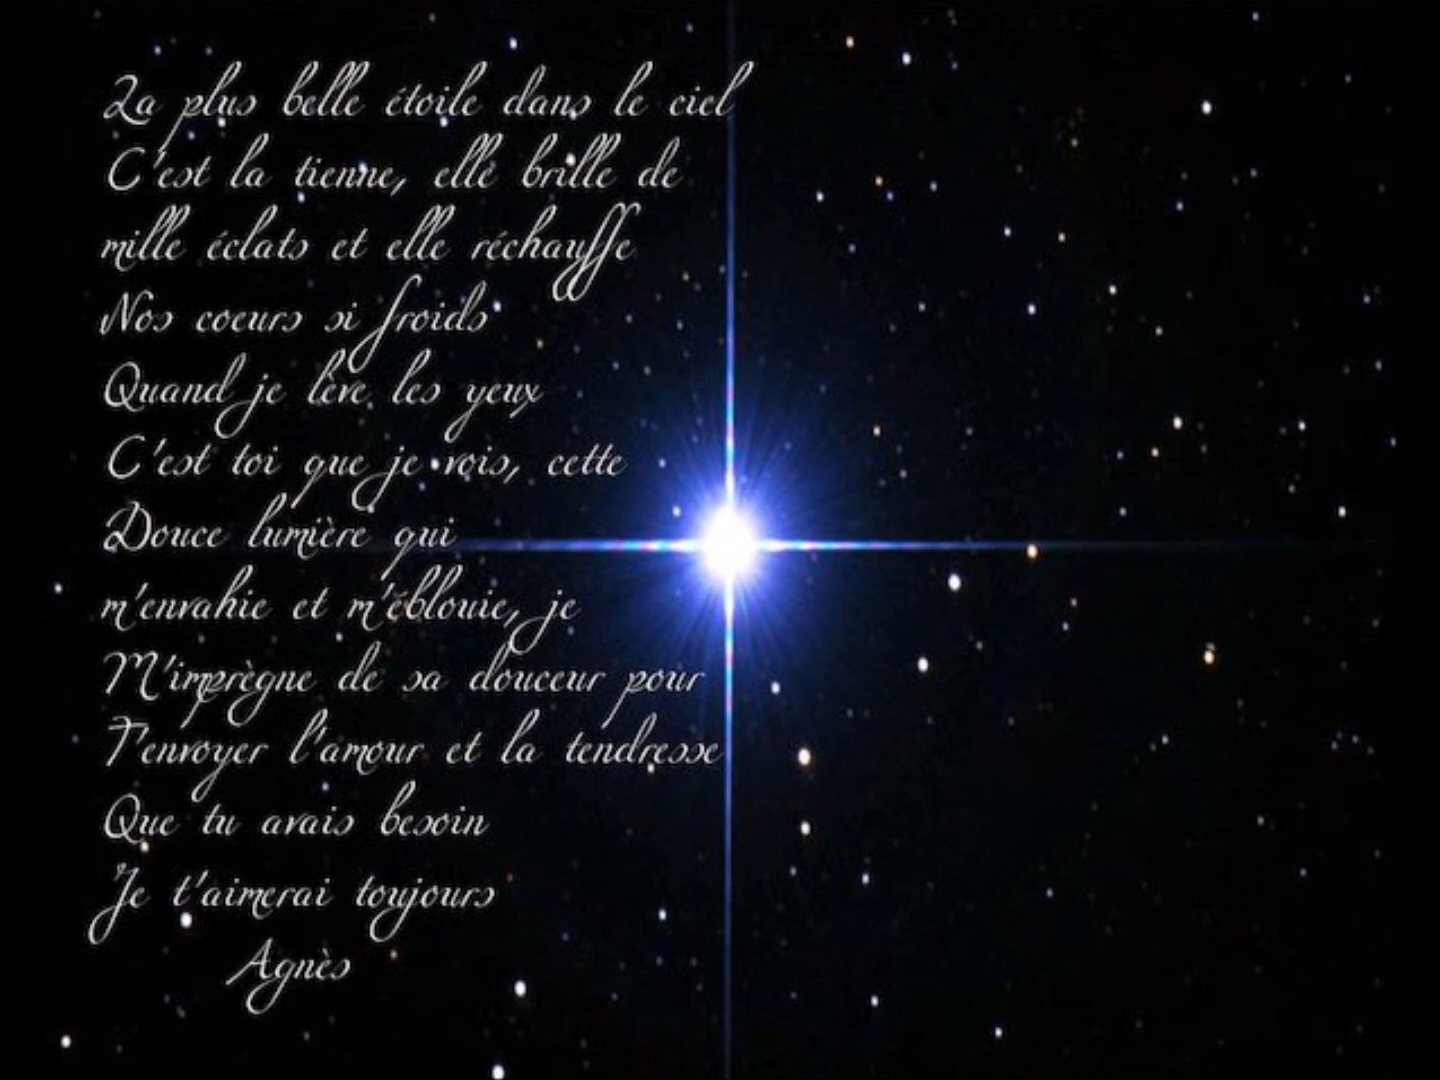 La plus belle étoile dans le ciel
C'est la tienne, elle brille de
mille éclats et elle réchauffe
Nos coeurs si froids
Quand je lève les yeux
C'est toi que je vois, cette
Douce lumière qui
m'envahie et m'éblouie, je
M'imprègne de sa douceur pour
T'envoyer l'amour et la tendresse
Que tu avais besoin
Je t'aimerai toujours
Agnès